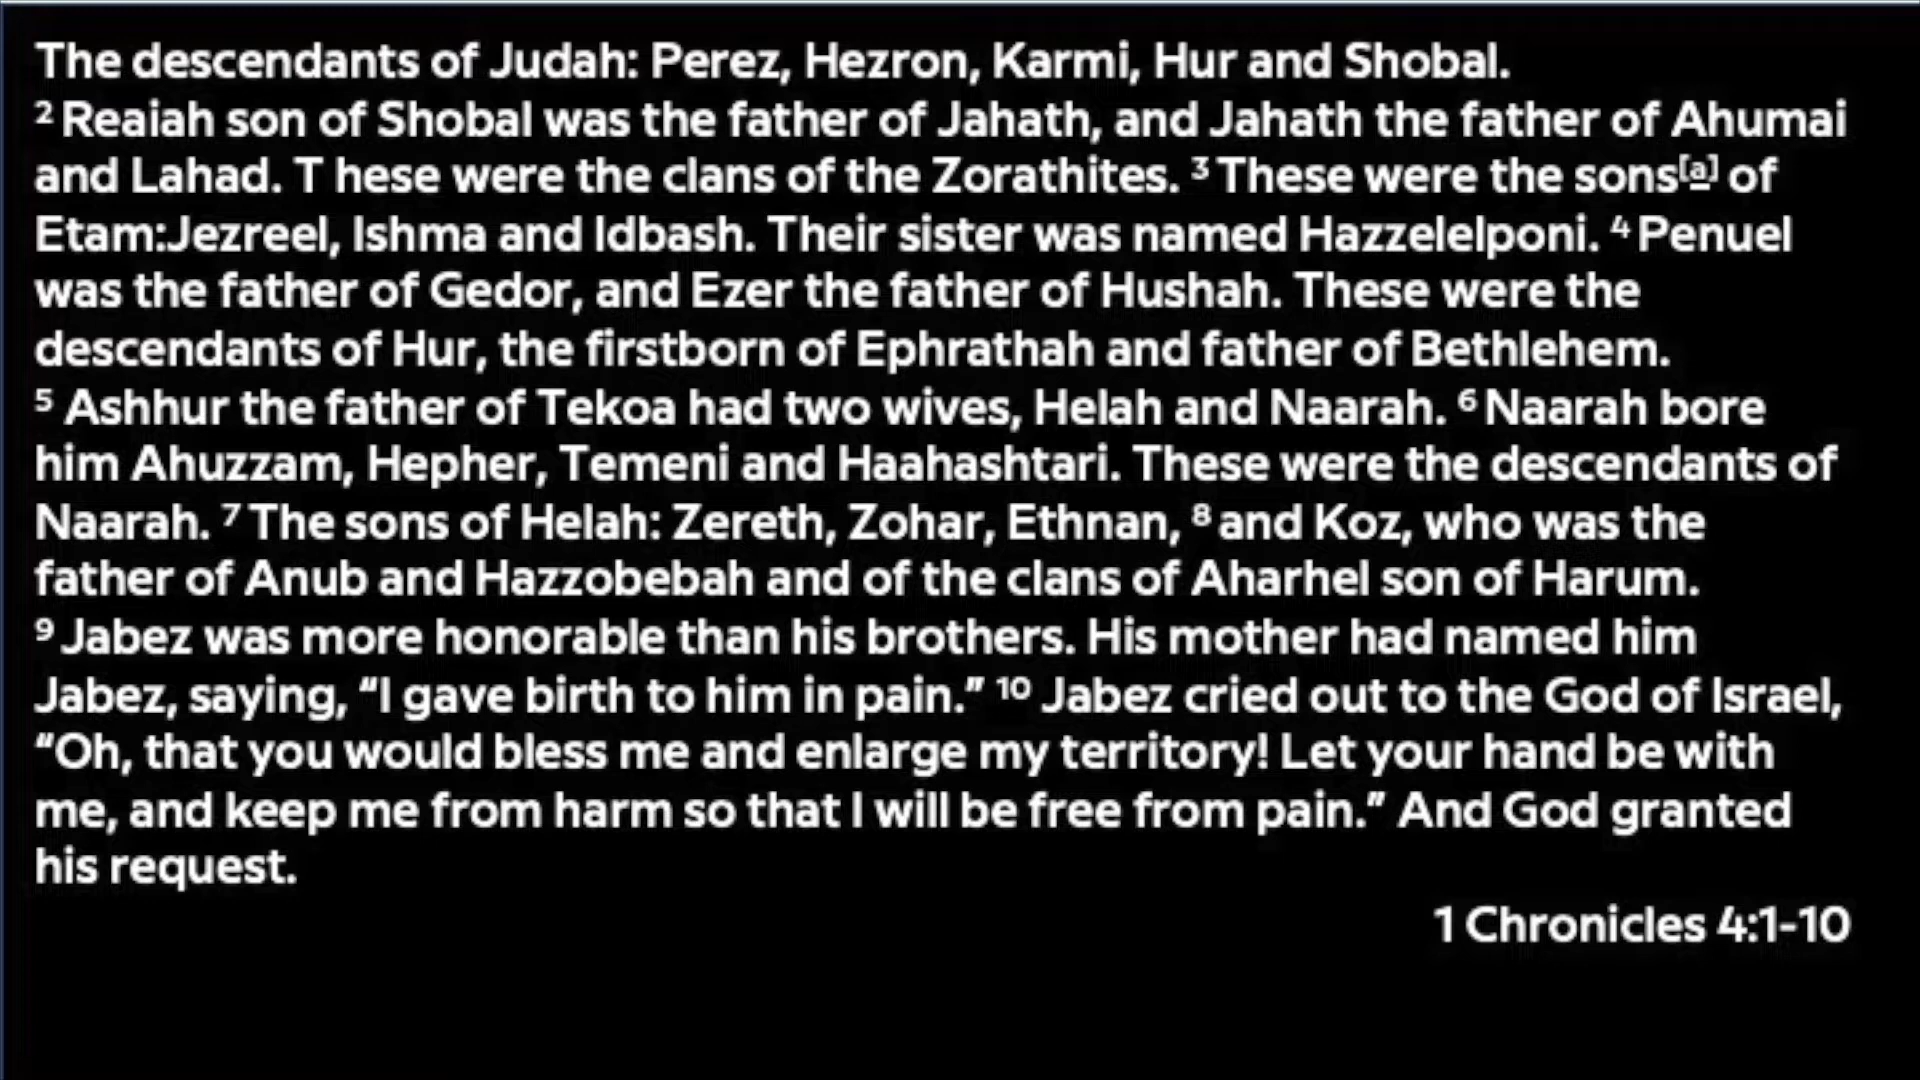 The descendants of Judah: Perez, Hezron, Karmi, Hur and Shobal.
2 Reaiah son of Shobal was the father of Jahath, and Jahath the father of Ahumai
and Lahad. T hese were the clans of the Zorathites. 3 These were the sons[a] of
Etam:Jezreel, Ishma and Idbash. Their sister was named Hazzelelponi. 4 Penuel
was the father of Gedor, and Ezer the father of Hushah. These were the
descendants of Hur, the firstborn of Ephrathah and father of Bethlehem.
5 Ashhur the father of Tekoa had two wives, Helah and Naarah. 6 Naarah bore
him Ahuzzam, Hepher, Temeni and Haahashtari. These were the descendants of
Naarah. 7 The sons of Helah: Zereth, Zohar, Ethnan, 8 and Koz, who was the
father of Anub and Hazzobebah and of the clans of Aharhel son of Harum.
9 Jabez was more honorable than his brothers. His mother had named him
Jabez, saying, “I gave birth to him in pain.” 10 Jabez cried out to the God of Israel,
“Oh, that you would bless me and enlarge my territory! Let your hand be with
me, and keep me from harm so that I will be free from pain.” And God granted
his request.
1 Chronicles 4:1-10